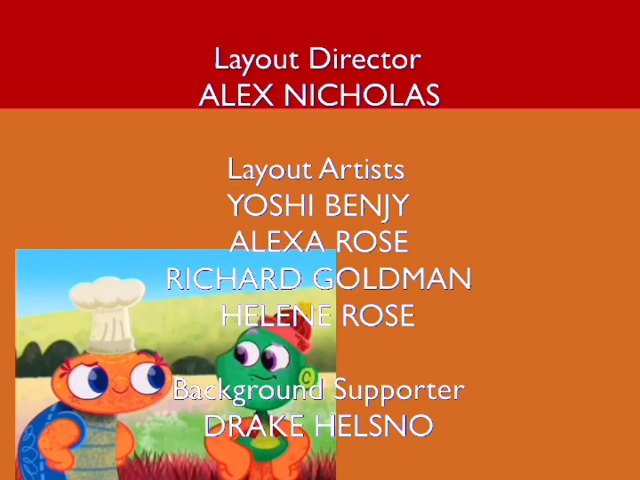 Layout Director
ALEX NICHOLAS
Layout Artists
YOSHI BENJY
ALEXA ROSE
RICHARD GOLDMAN
HELENE ROSE
Background Supporter
DRAKE HELSNO
C